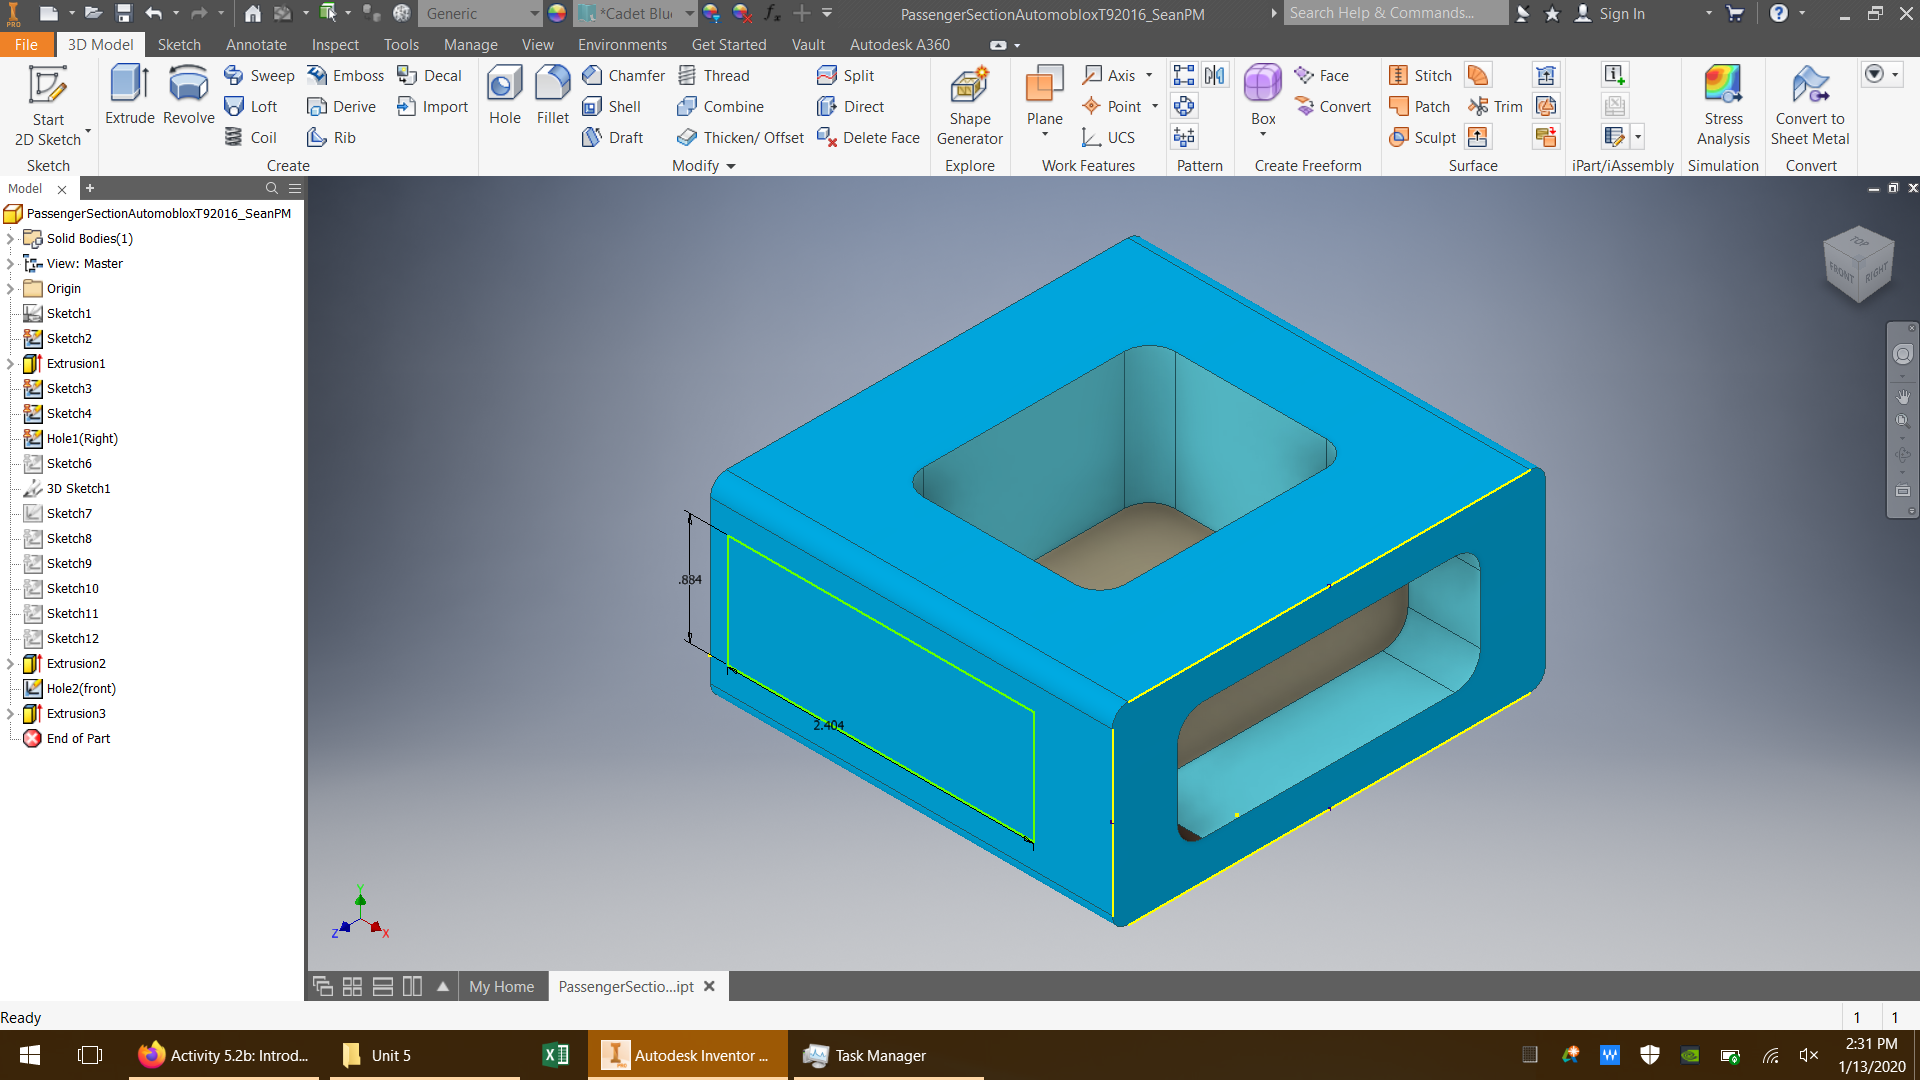 Generic
*Cadet Blu
PassengerSectionAutomobloxT92016_SeanPM
Search Help & Commands...
Sign In
File
3D Model
Sketch
Annotate
Inspect
Tools
Manage
View
Environments
Get Started
Vault
Autodesk A360
Start
2D Sketch
Sketch
Extrude
Revolve
Sweep
Loft
Coil
Emboss
Derive
Rib
Decal
Import
Create
Hole
Fillet
Chamfer
Shell
Draft
Thread
Combine
Thicken/ Offset
Split
Direct
Delete Face
Modify
Shape
Generator
Explore
Plane
Axis
Point
UCS
Work Features
Pattern
Box
Face
Convert
Create Freeform
Stitch
Patch
Sculpt
Trim
Surface
iPart/iAssembly
Stress
Analysis
Simulation
Convert to
Sheet Metal
Convert
Model
PassengerSectionAutomobloxT92016_SeanPM
Solid Bodies(1)
View: Master
Origin
Sketch1
Sketch2
Extrusion1
Sketch3
Sketch4
Hole1(Right)
Sketch6
3D Sketch1
Sketch7
Sketch8
Sketch9
Sketch10
Sketch11
Sketch12
Extrusion2
Hole2(front)
Extrusion3
End of Part
TOP
FRONT
RIGHT
.884
2.404
Y
Z
X
My Home
PassengerSectio...ipt
Ready
1
1
Activity 5.2b: Introd...
Unit 5
Autodesk Inventor ...
Task Manager
2:31 PM
1/13/2020